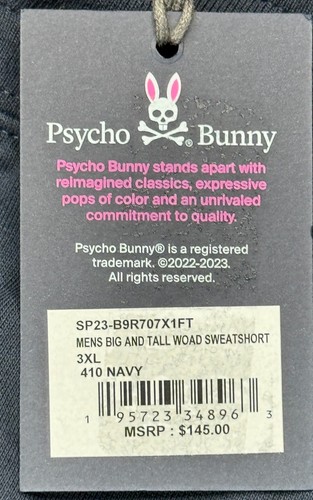 Psycho Bunny®
Psycho Bunny stands apart with
reimagined classics, expressive
pops of color and an unrivaled
commitment to quality.
Psycho Bunny® is a registered
trademark. ©2022-2023.
All rights reserved.
SP23-B9R707X1FT
MENS BIG AND TALL WOAD SWEATSHORT
3XL
410 NAVY
1 95723 34896 3
MSRP : $145.00